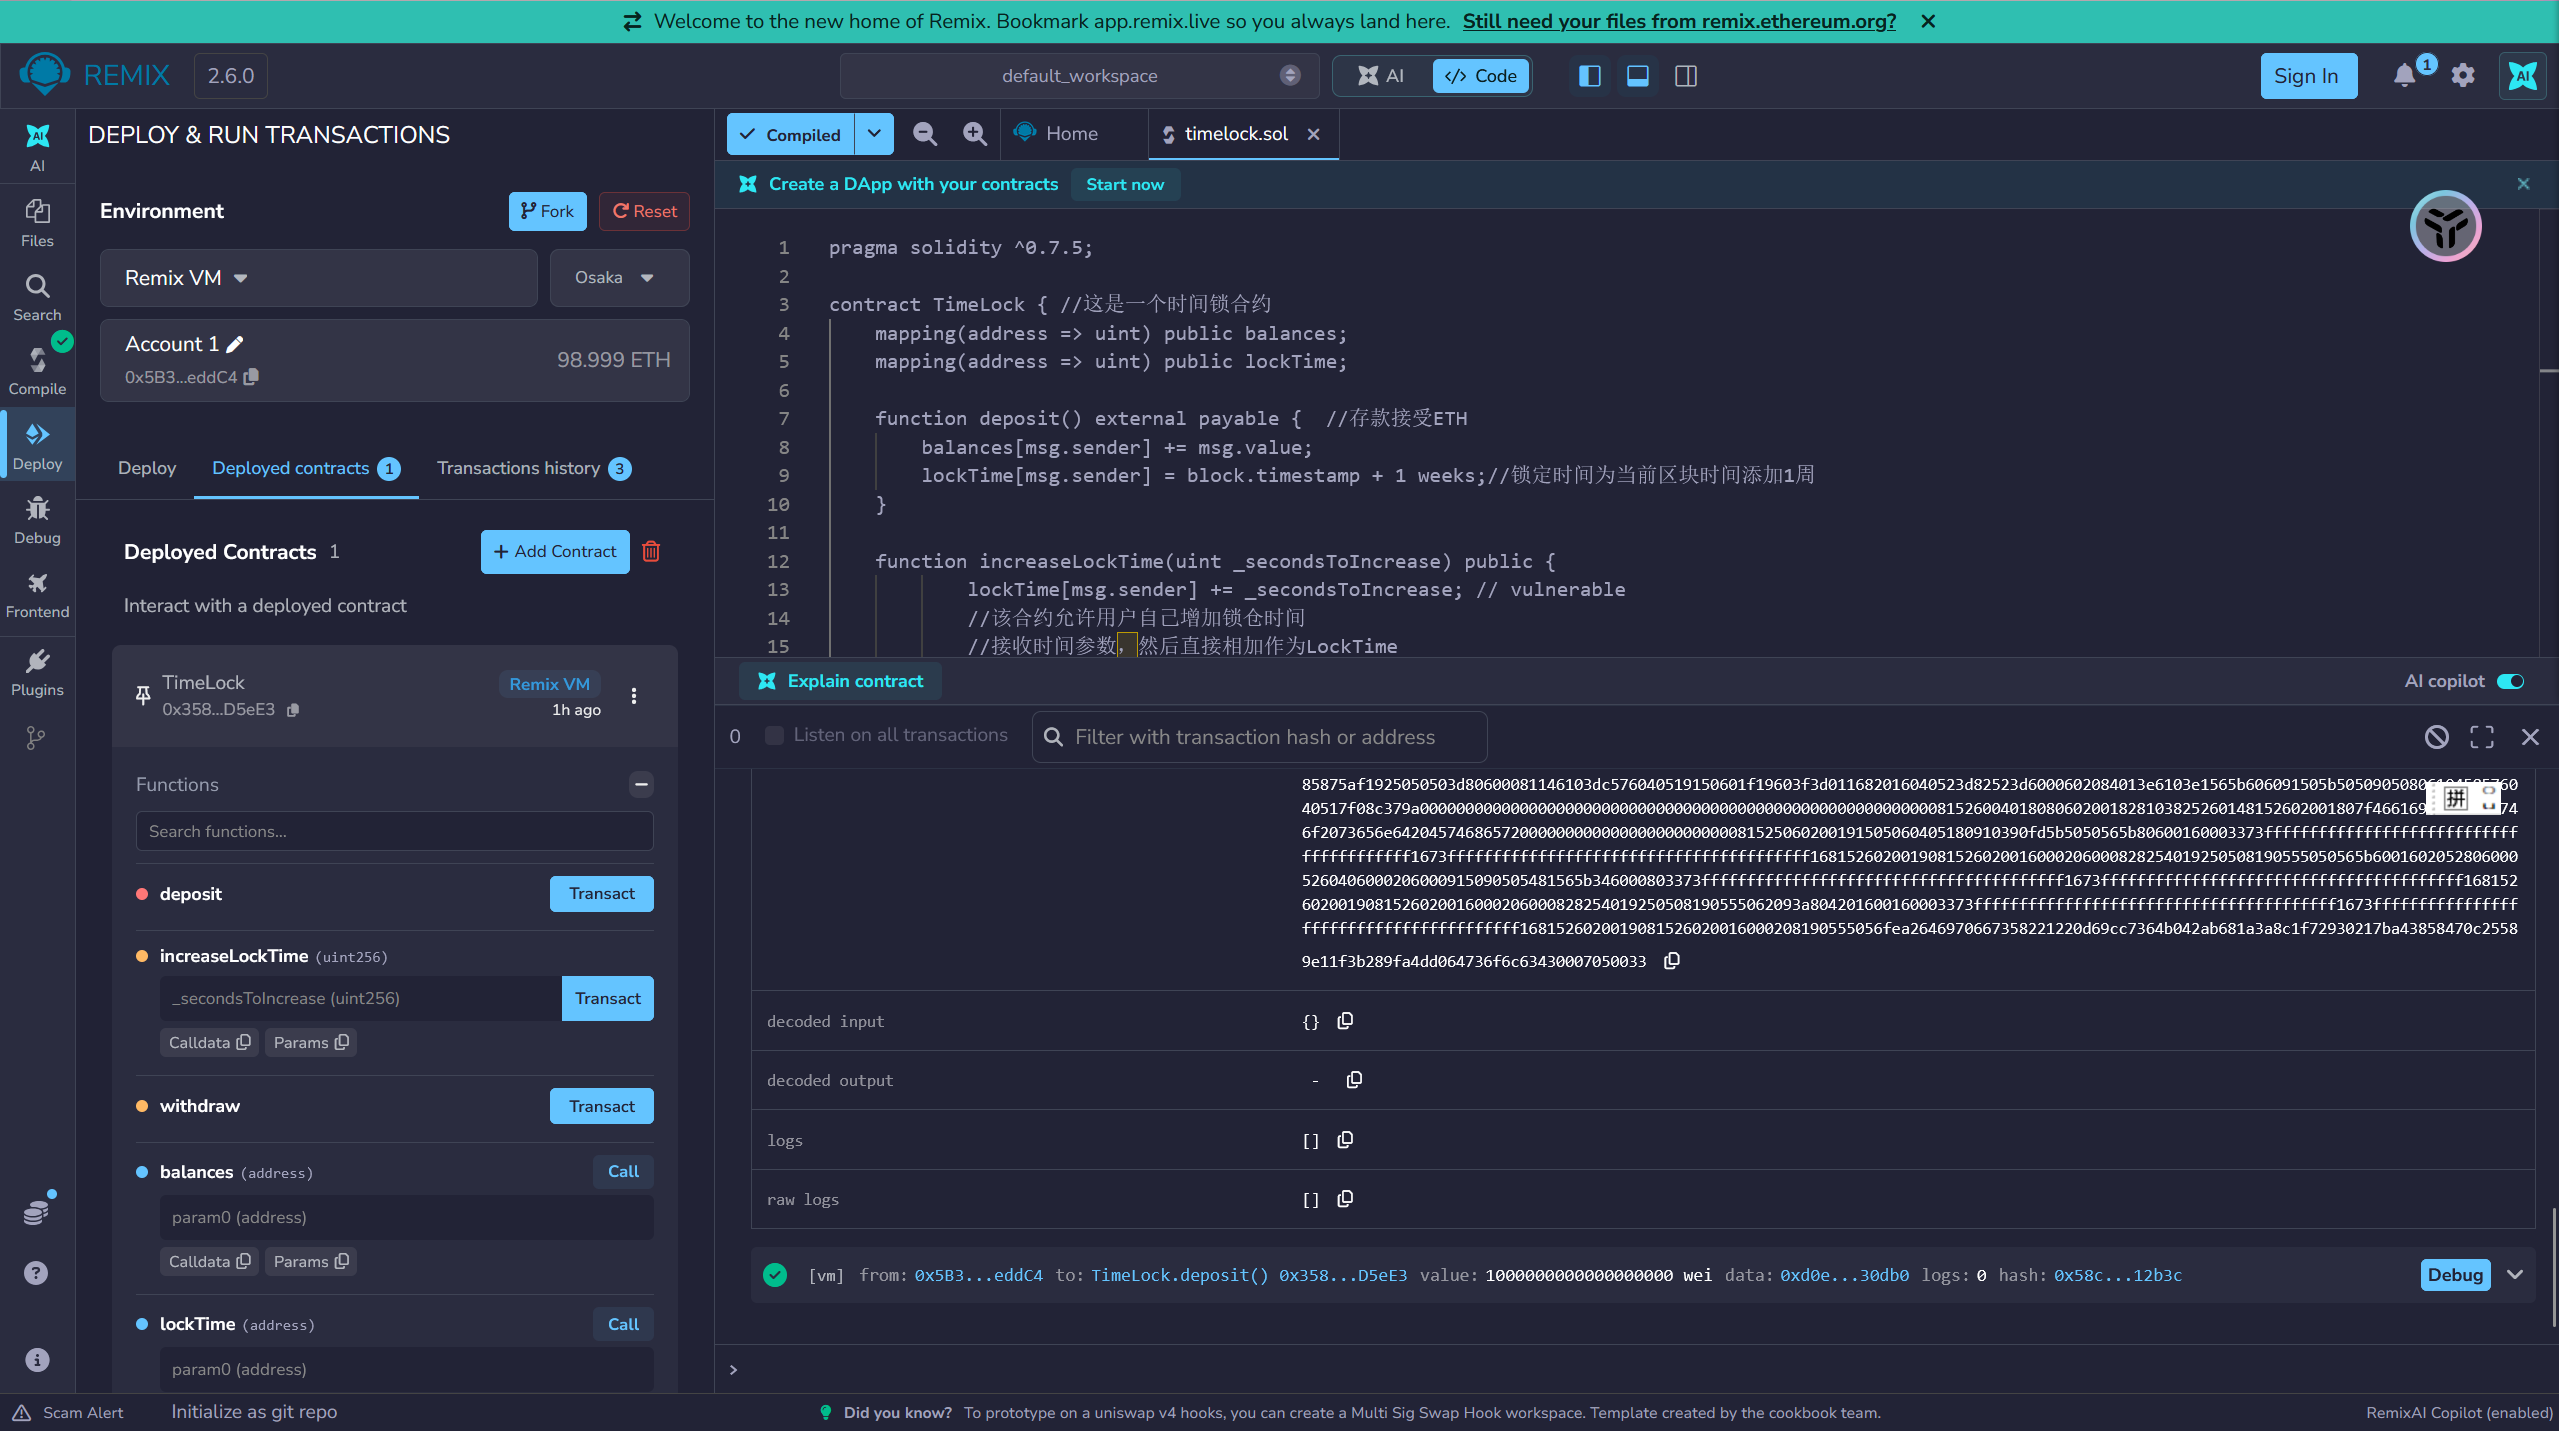 Welcome to the new home of Remix. Bookmark app.remix.live so you always land here. Still need your files from remix.ethereum.org?
REMIX 2.6.0
default_workspace
AI
Code
Sign In
1
AI
AI
Files
Search
Compile
Deploy
Debug
Frontend
Plugins
DEPLOY & RUN TRANSACTIONS
Environment
Fork
Reset
Remix VM
Osaka
Account 1
0x5B3...eddC4
98.999 ETH
Deploy
Deployed contracts 1
Transactions history 3
Deployed Contracts 1
Add Contract
Interact with a deployed contract
TimeLock
0x358...D5eE3
Remix VM
1h ago
Functions
Search functions...
deposit
Transact
increaseLockTime (uint256)
_secondsToIncrease (uint256)
Transact
Calldata
Params
withdraw
Transact
balances (address)
Call
param0 (address)
Calldata
Params
lockTime (address)
Call
param0 (address)
Compiled
Home
timelock.sol
Create a DApp with your contracts
Start now
1 pragma solidity ^0.7.5;
2
3 contract TimeLock { //这是一个时间锁合约
4 mapping(address => uint) public balances;
5 mapping(address => uint) public lockTime;
6
7 function deposit() external payable { //存款接受ETH
8 balances[msg.sender] += msg.value;
9 lockTime[msg.sender] = block.timestamp + 1 weeks;//锁定时间为当前区块时间添加1周
10 }
11
12 function increaseLockTime(uint _secondsToIncrease) public {
13 lockTime[msg.sender] += _secondsToIncrease; // vulnerable
14 //该合约允许用户自己增加锁仓时间
15 //接收时间参数，然后直接相加作为LockTime
Explain contract
AI copilot
0
Listen on all transactions
Filter with transaction hash or address
拼
9e11f3b289fa4dd064736f6c63430007050033
decoded input {}
decoded output -
logs []
raw logs []
[vm] from: 0x5B3...eddC4 to: TimeLock.deposit() 0x358...D5eE3 value: 1000000000000000000 wei data: 0xd0e...30db0 logs: 0 hash: 0x58c...12b3c
Debug
>
Scam Alert
Initialize as git repo
Did you know? To prototype on a uniswap v4 hooks, you can create a Multi Sig Swap Hook workspace. Template created by the cookbook team.
RemixAI Copilot (enabled)